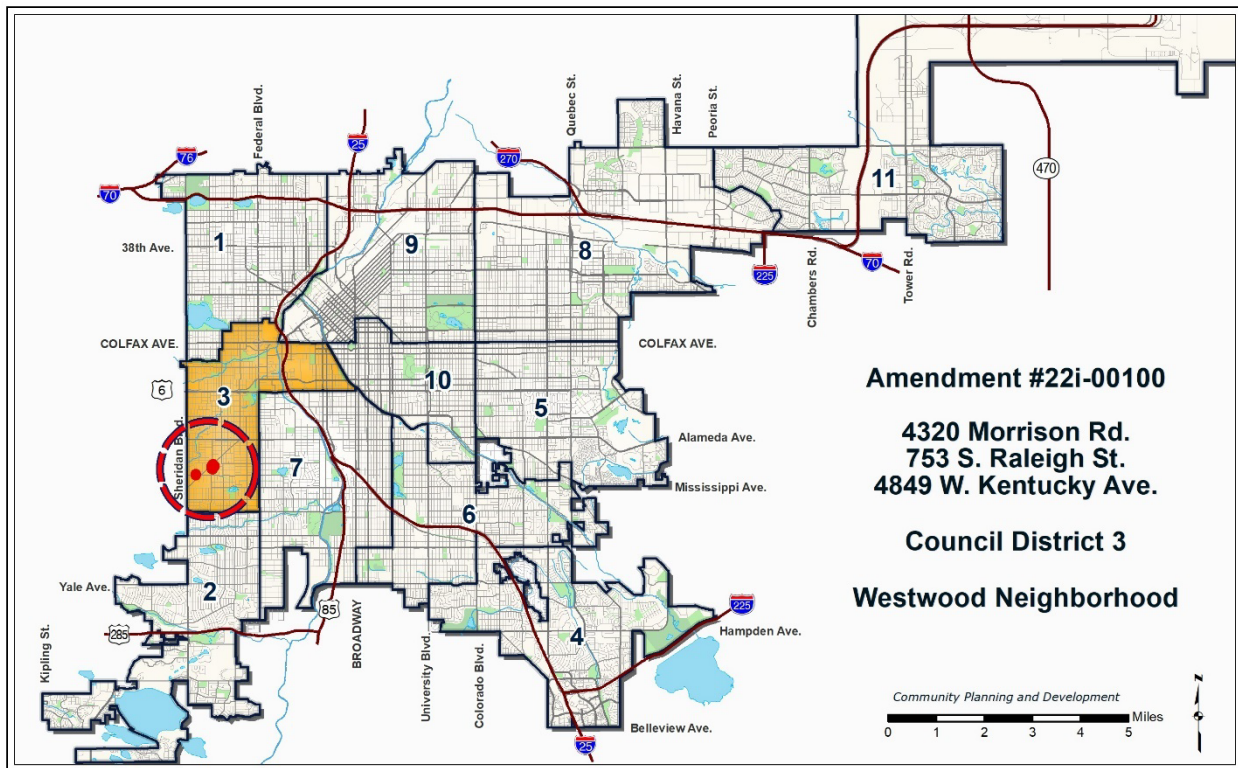 Federal Blvd.
Quebec St.
Havana St.
Peoria St.
76
25
270
70
470
11
1
9
8
38th Ave.
225
70
Chambers Rd.
Tower Rd.
COLFAX AVE.
COLFAX AVE.
6
3
10
5
Amendment #22i-00100
4320 Morrison Rd.
753 S. Raleigh St.
4849 W. Kentucky Ave.
Council District 3
Westwood Neighborhood
Sheridan Blvd.
Alameda Ave.
7
Mississippi Ave.
6
Yale Ave.
2
85
225
285
4
Hampden Ave.
Kipling St.
BROADWAY
University Blvd.
Colorado Blvd.
Belleview Ave.
25
Community Planning and Development
Miles
0 1 2 3 4 5
N